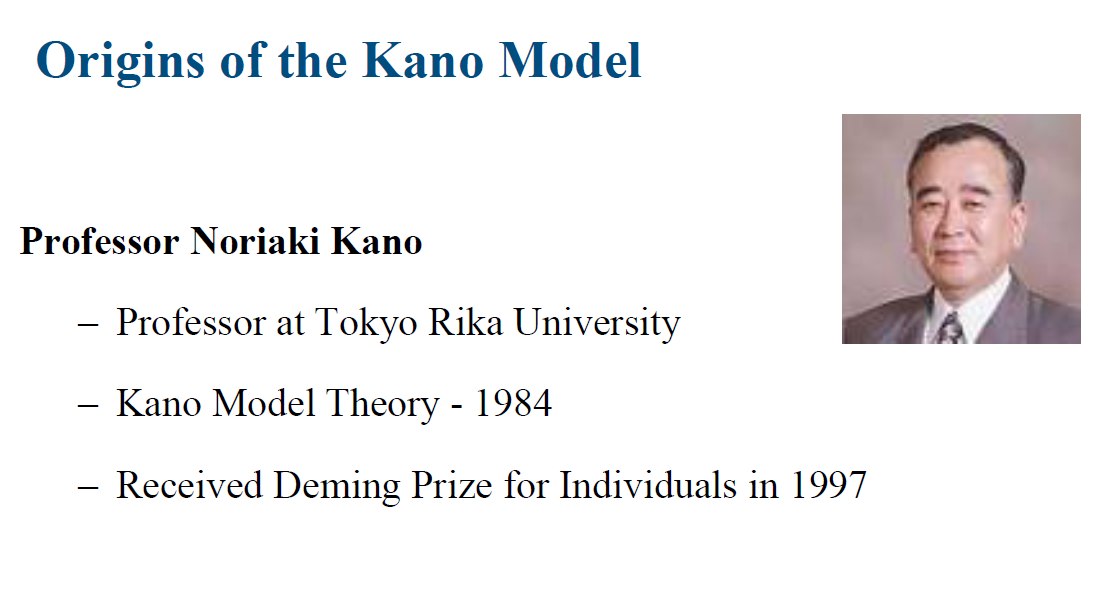 Origins of the Kano Model
Professor Noriaki Kano
– Professor at Tokyo Rika University
– Kano Model Theory - 1984
– Received Deming Prize for Individuals in 1997